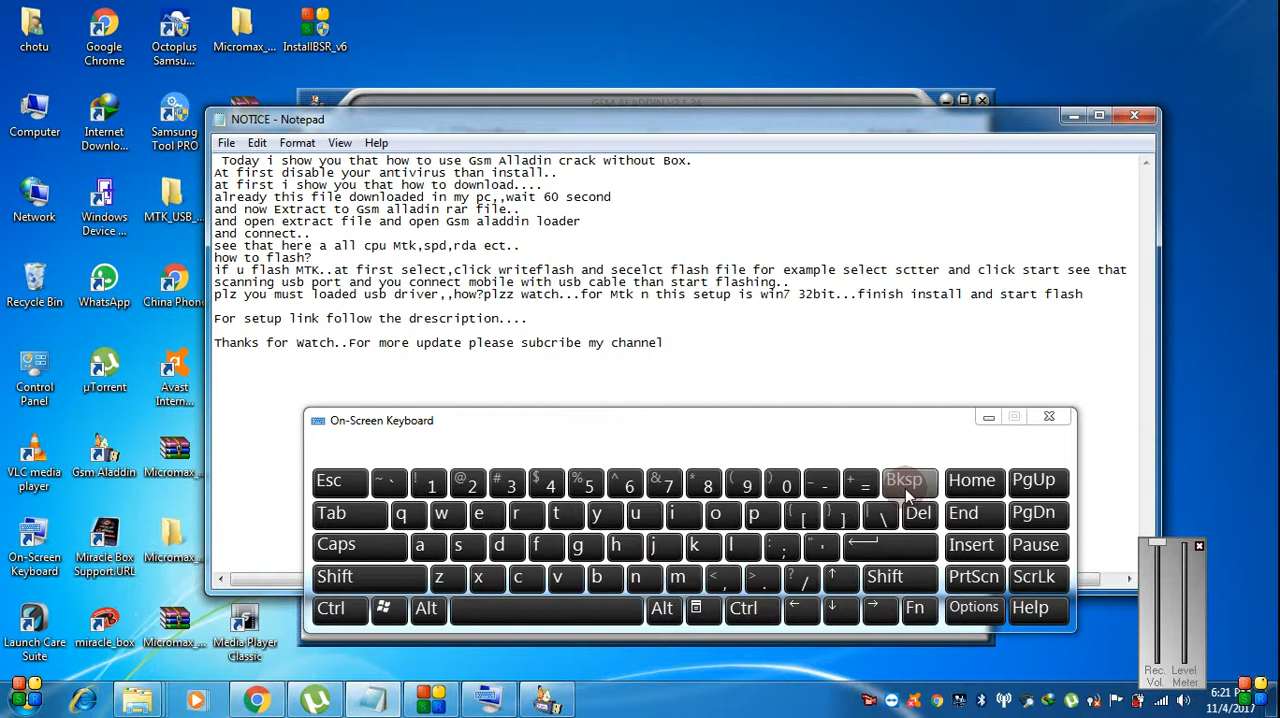 chotu
Google
Chrome
Octoplus
Samsu...
Micromax_...
InstallBSR_v6
GSM ALADDIN V2 1.34
NOTICE - Notepad
File Edit Format View Help
Today i show you that how to use Gsm Alladin crack without Box.
At first disable your antivirus than install..
at first i show you that how to download....
already this file downloaded in my pc,,wait 60 second
and now Extract to Gsm alladin rar file..
and open extract file and open Gsm aladdin loader
and connect..
see that here a all cpu Mtk,spd,rda ect..
how to flash?
if u flash MTK..at first select,click writeflash and secelct flash file for example select sctter and click start see that
scanning usb port and you connect mobile with usb cable than start flashing..
plz you must loaded usb driver,,how?plzz watch...for Mtk n this setup is win7 32bit...finish install and start flash
For setup link follow the drescription....
Thanks for Watch..For more update please subcribe my channel
Computer
Internet
Downlo...
Samsung
Tool PRO
Network
Windows
Device ...
MTK_USB_...
Recycle Bin
WhatsApp
China Phon
Control
Panel
µTorrent
Avast
Intern...
VLC media
player
Gsm Aladdin
Micromax_...
On-Screen
Keyboard
Miracle Box
Support.URL
Micromax_...
Launch Care
Suite
miracle_box
Micromax_...
Media Player
Classic
On-Screen Keyboard
Esc ~ ` ! 1 @ 2 # 3 $ 4 % 5 ^ 6 & 7 * 8 ( 9 ) 0 _ - + = Bksp Home PgUp
Tab q w e r t y u i o p { [ } ] | \ Del End PgDn
Caps a s d f g h j k l : ; " ' Insert Pause
Shift z x c v b n m < , > . ? / ↑ Shift PrtScn ScrLk
Ctrl Alt Alt Ctrl ← ↓ → Fn Options Help
Rec. Level
Vol. Meter
6:21 P
11/4/2017